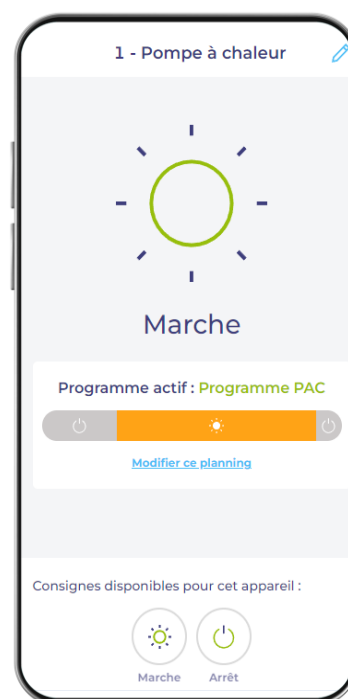 1 - Pompe à chaleur
Marche
Programme actif : Programme PAC
Modifier ce planning
Consignes disponibles pour cet appareil :
Marche Arrêt